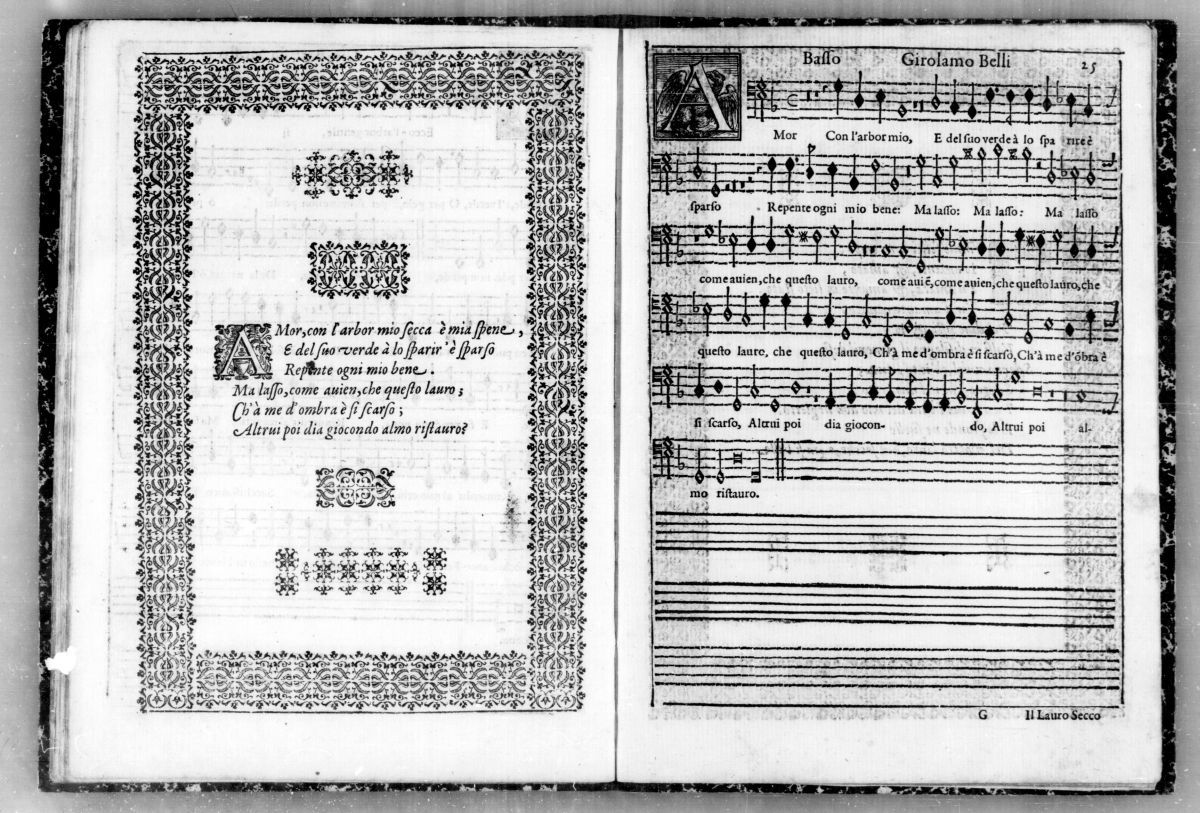 AMor, con l'arbor mio secca è mia spene,
E del suo verde à lo sparir' è sparso
Repente ogni mio bene.
Ma lasso, come auien, che questo lauro;
Ch'à me d'ombra è si scarso;
Altrui poi dia giocondo almo ristauro?
Basso Girolamo Belli 25
AMor Con l'arbor mio, E del suo verde à lo spa rire è
sparso Repente ogni mio bene: Ma lasso: Ma lasso: Ma lasso
come auien, che questo lauro, come auiẽ, come auien, che questo lauro, che
questo lauro, che questo lauro, Ch'à me d'ombra è si scarso, Ch'à me d'õbra è
si scarso, Altrui poi dia giocon- do, Altrui poi al-
mo ristauro.
G Il Lauro Secco